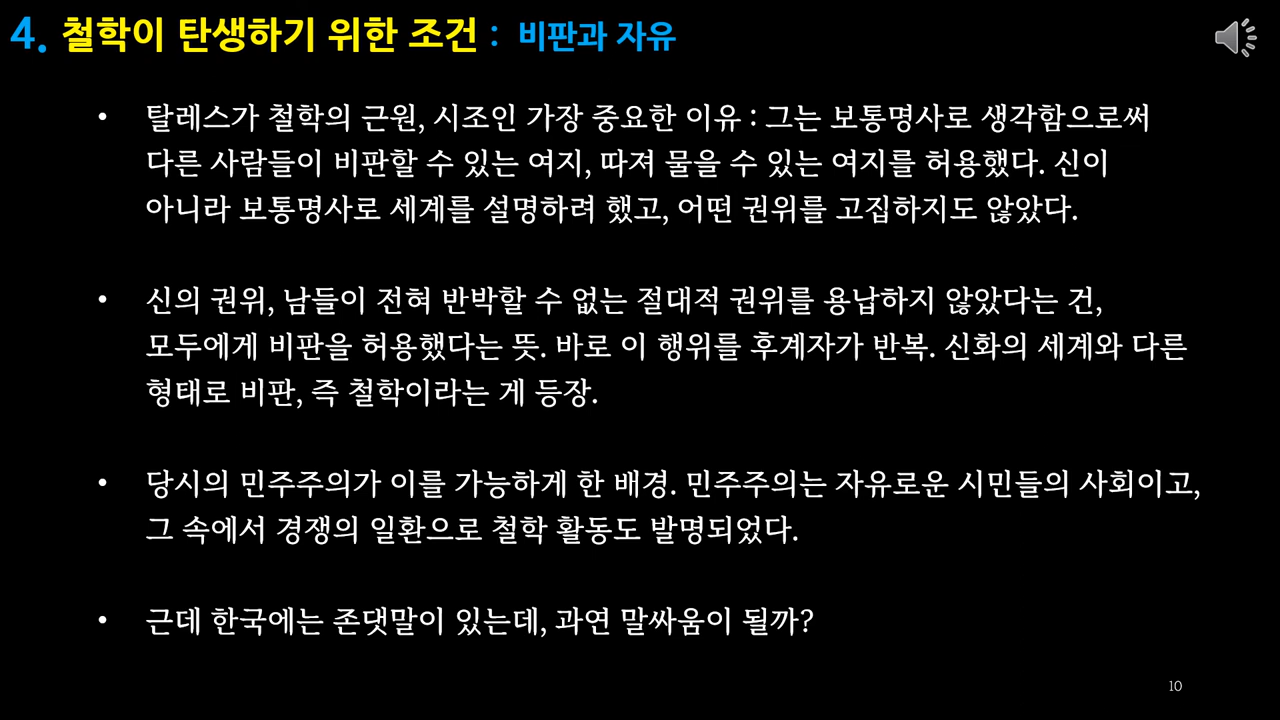 4. 철학이 탄생하기 위한 조건 : 비판과 자유
• 탈레스가 철학의 근원, 시조인 가장 중요한 이유 : 그는 보통명사로 생각함으로써
다른 사람들이 비판할 수 있는 여지, 따져 물을 수 있는 여지를 허용했다. 신이
아니라 보통명사로 세계를 설명하려 했고, 어떤 권위를 고집하지도 않았다.
• 신의 권위, 남들이 전혀 반박할 수 없는 절대적 권위를 용납하지 않았다는 건,
모두에게 비판을 허용했다는 뜻. 바로 이 행위를 후계자가 반복. 신화의 세계와 다른
형태로 비판, 즉 철학이라는 게 등장.
• 당시의 민주주의가 이를 가능하게 한 배경. 민주주의는 자유로운 시민들의 사회이고,
그 속에서 경쟁의 일환으로 철학 활동도 발명되었다.
• 근데 한국에는 존댓말이 있는데, 과연 말싸움이 될까?
10